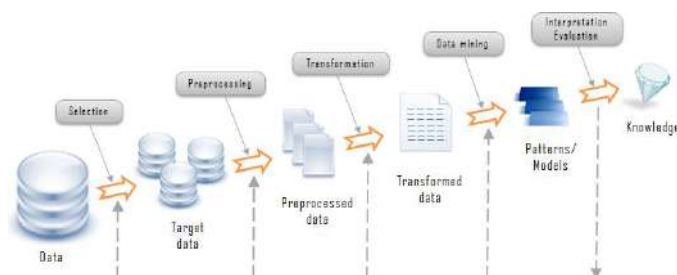 Interpretation
Evaluation
Data mining
Transformation
Preprocessing
Selection
Data
Target
data
Preprocessed
data
Transformed
data
Patterns/
Models
Knowledge